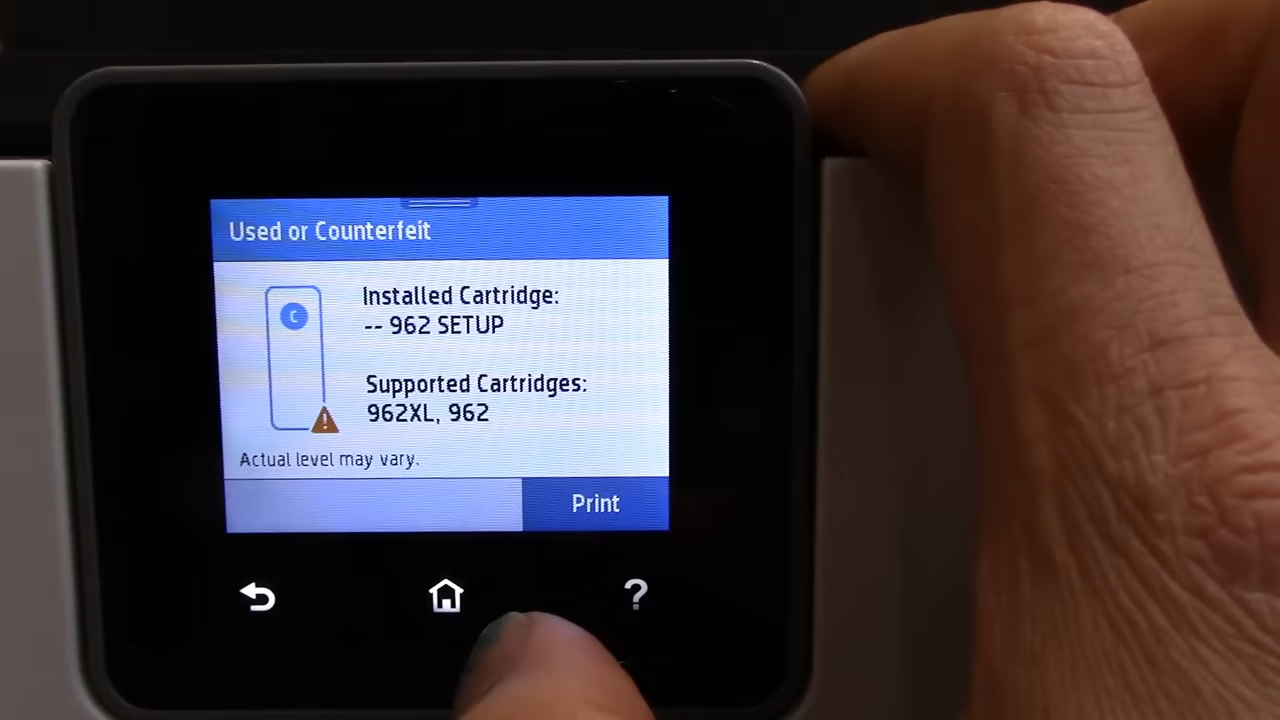 Used or Counterfeit
C
Installed Cartridge:
-- 962 SETUP
Supported Cartridges:
962XL, 962
Actual level may vary.
Print
?